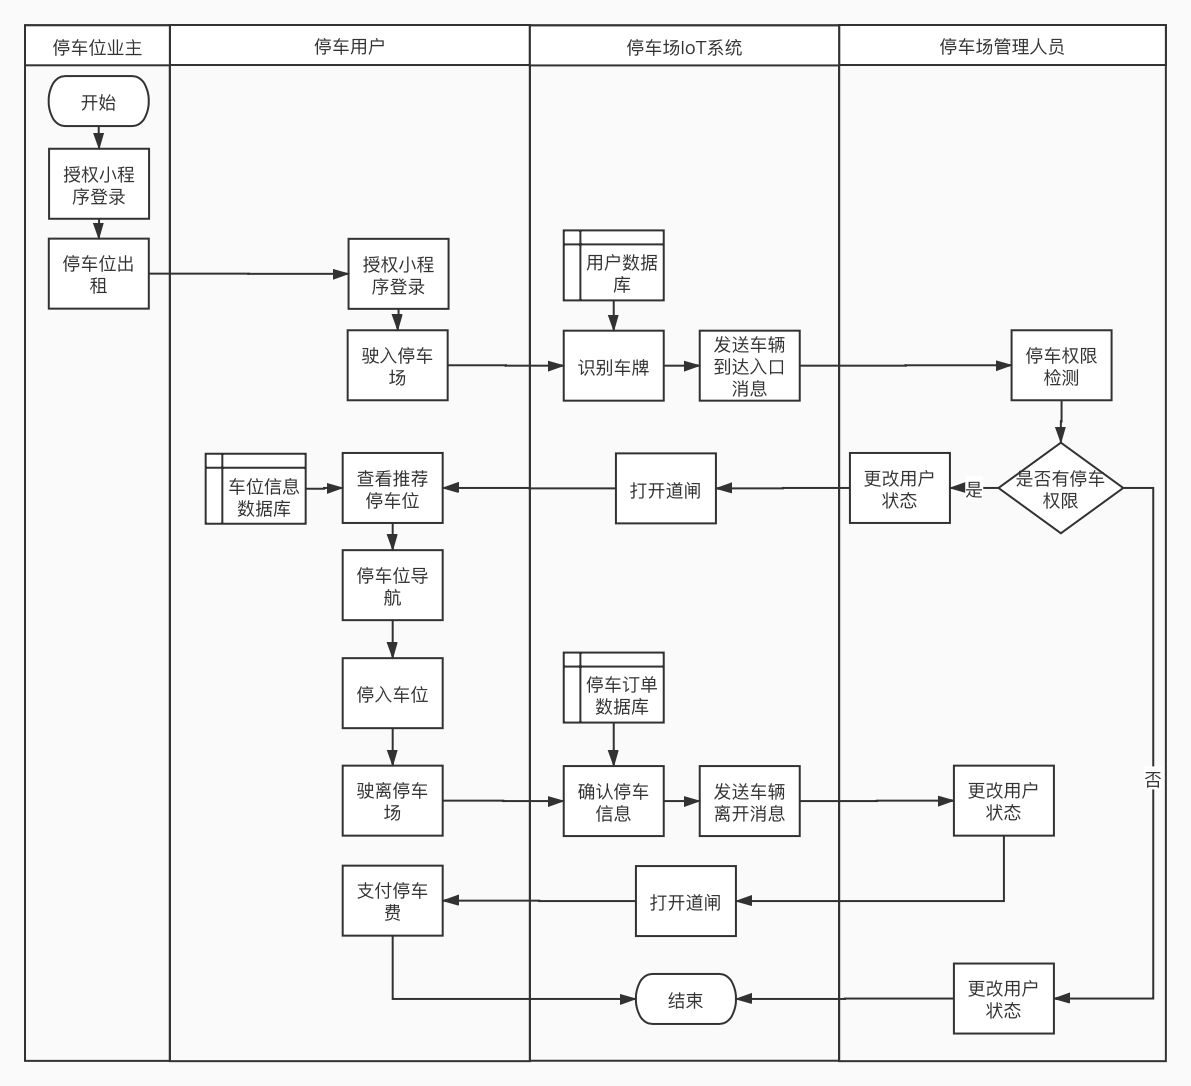 停车位业主
停车用户
停车场IoT系统
停车场管理人员
开始
授权小程
序登录
停车位出
租
授权小程
序登录
用户数据
库
驶入停车
场
识别车牌
发送车辆
到达入口
消息
停车权限
检测
车位信息
数据库
查看推荐
停车位
打开道闸
更改用户
状态
是
是否有停车
权限
停车位导
航
停入车位
停车订单
数据库
驶离停车
场
确认停车
信息
发送车辆
离开消息
更改用户
状态
否
支付停车
费
打开道闸
结束
更改用户
状态